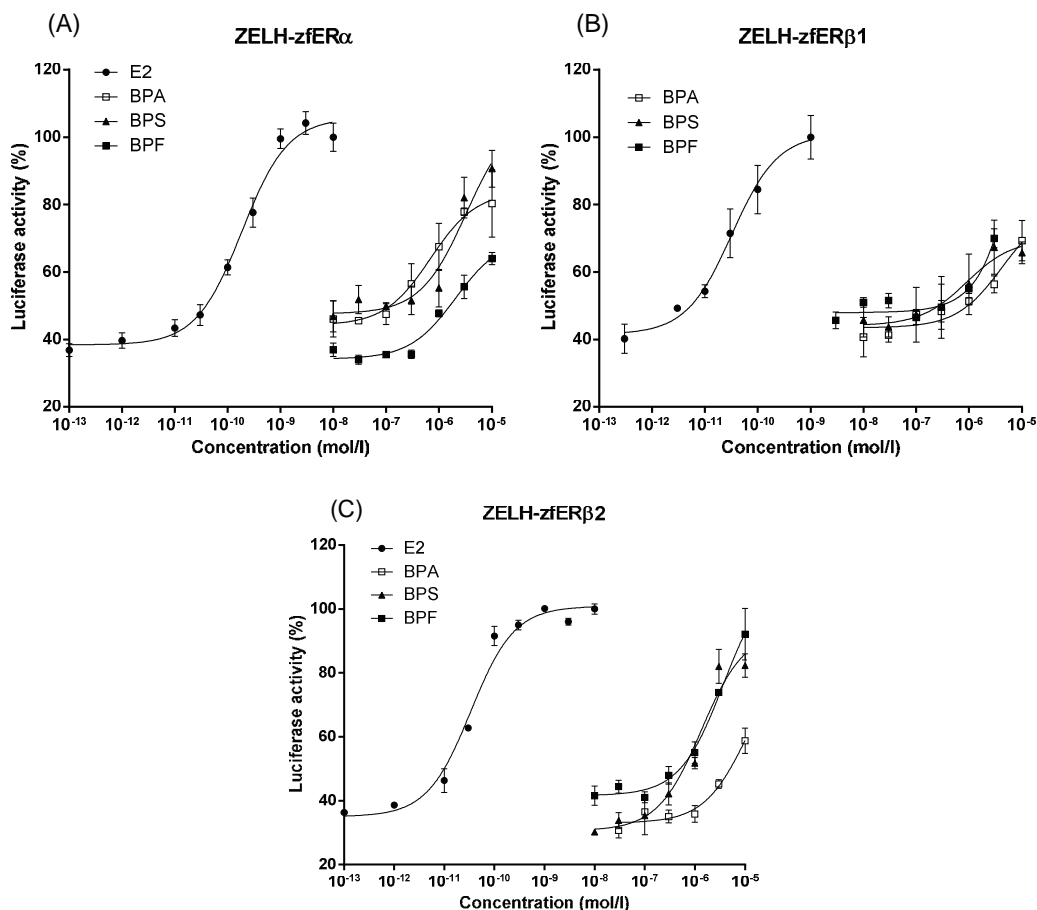 (A)
ZELH-zfERα
120
100
80
60
40
20
Luciferase activity (%)
E2
BPA
BPS
BPF
10-13 10-12 10-11 10-10 10-9 10-8 10-7 10-6 10-5
Concentration (mol/l)
(B)
ZELH-zfERβ1
120
100
80
60
40
20
Luciferase activity (%)
BPA
BPS
BPF
10-13 10-12 10-11 10-10 10-9 10-8 10-7 10-6 10-5
Concentration (mol/l)
(C)
ZELH-zfERβ2
120
100
80
60
40
20
Luciferase activity (%)
E2
BPA
BPS
BPF
10-13 10-12 10-11 10-10 10-9 10-8 10-7 10-6 10-5
Concentration (mol/l)